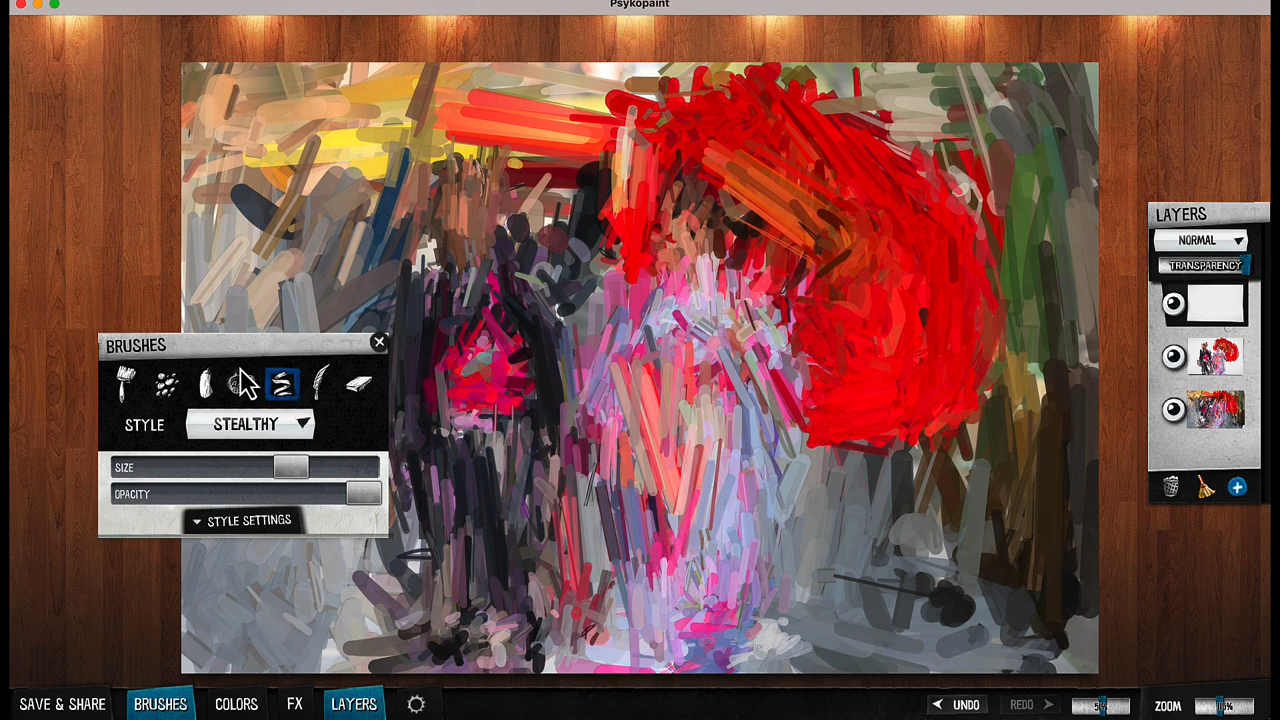 Psykopaint
LAYERS
NORMAL
TRANSPARENCY
BRUSHES
STYLE
STEALTHY
SIZE
OPACITY
STYLE SETTINGS
SAVE & SHARE
BRUSHES
COLORS
FX
LAYERS
UNDO
REDO
ZOOM